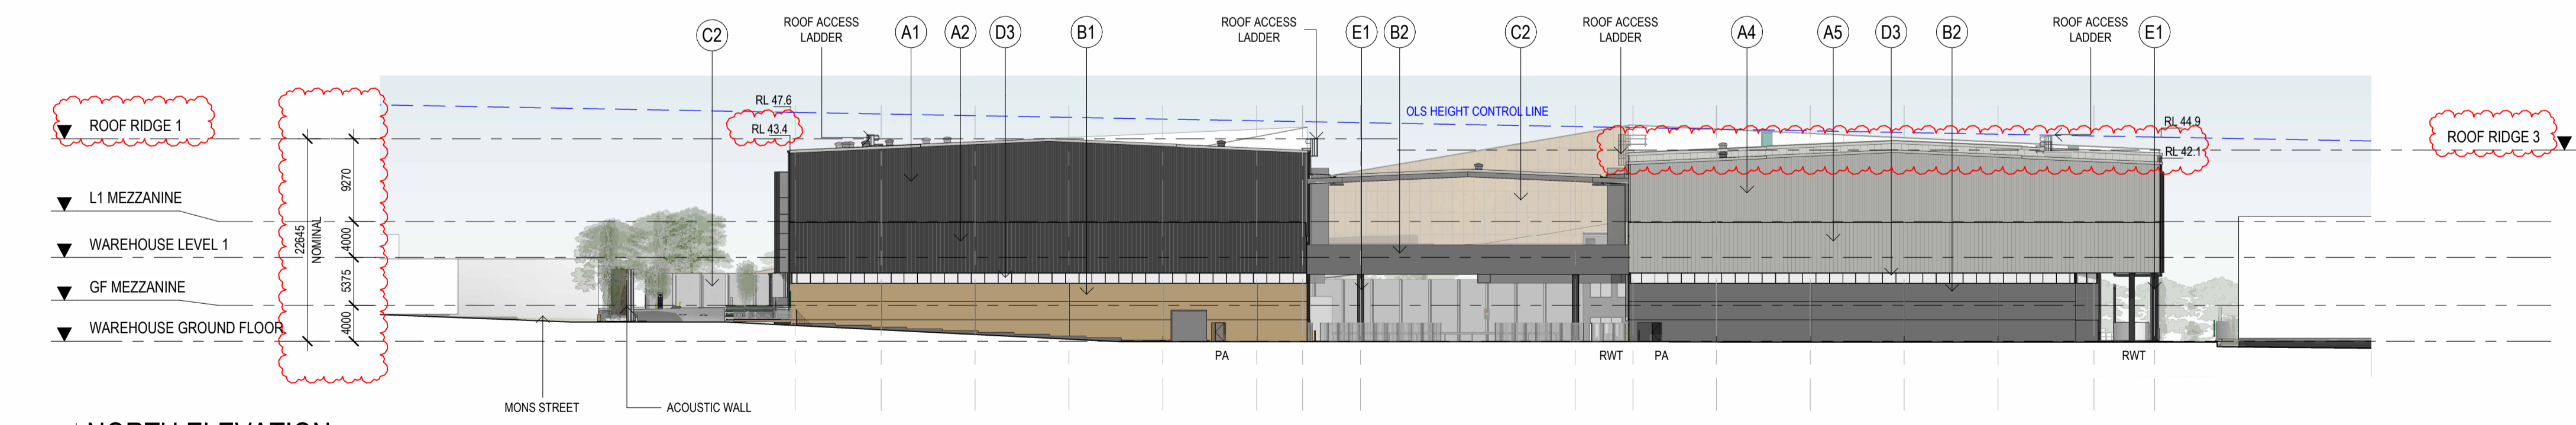 C2
ROOF ACCESS
LADDER
A1
A2
D3
B1
ROOF ACCESS
LADDER
E1
B2
C2
ROOF ACCESS
LADDER
A4
A5
D3
B2
ROOF ACCESS
LADDER
E1
RL 47.6
RL 43.4
OLS HEIGHT CONTROL LINE
RL 44.9
RL 42.1
ROOF RIDGE 1
ROOF RIDGE 3
L1 MEZZANINE
WAREHOUSE LEVEL 1
GF MEZZANINE
WAREHOUSE GROUND FLOOR
22645
NOMINAL
9270
4000
5375
4000
PA
RWT
PA
RWT
MONS STREET
ACOUSTIC WALL
NORTH ELEVATION